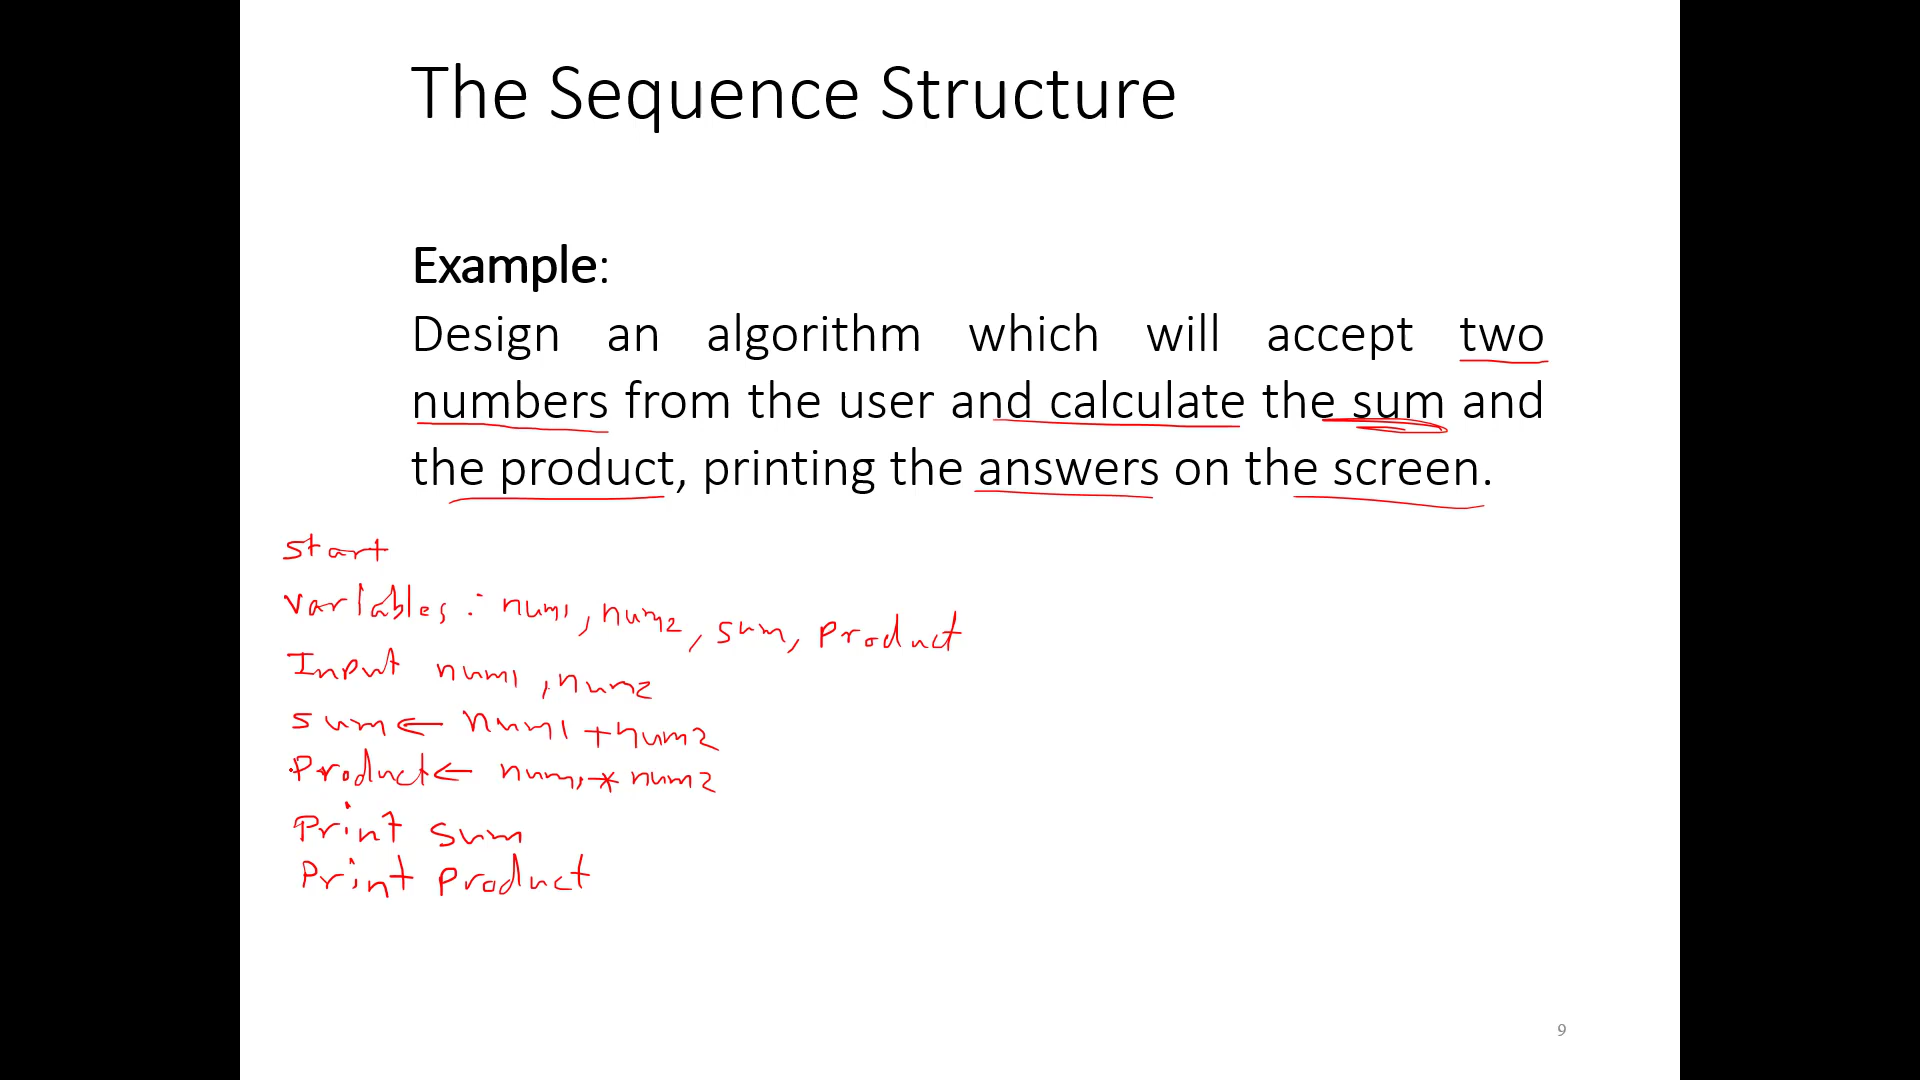 The Sequence Structure
Example:
Design an algorithm which will accept two
numbers from the user and calculate the sum and
the product, printing the answers on the screen.
Start
Variables : num1, num2, sum, product
Input num1, num2
sum ← num1 + num2
Product ← num1 * num2
Print sum
Print product
9